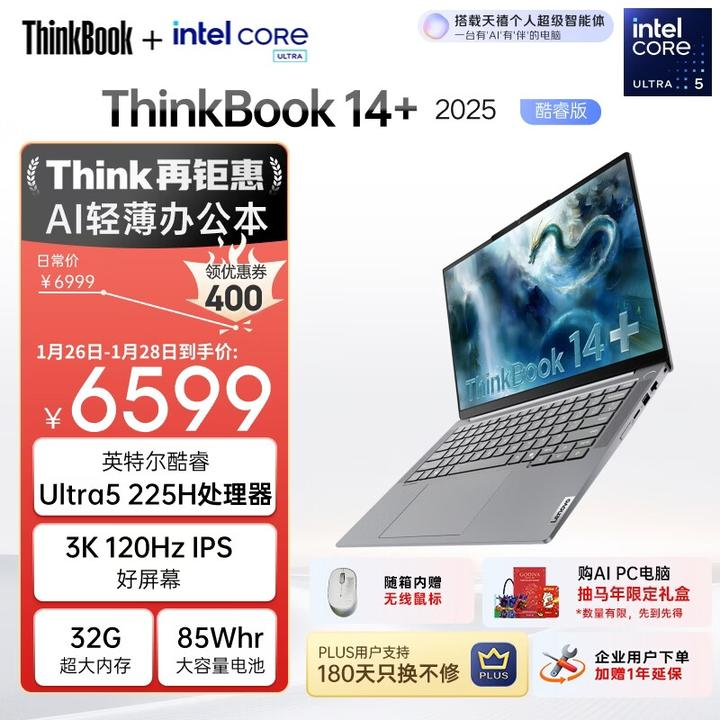 ThinkBook + intel CORE ULTRA
搭载天禧个人超级智能体
一台有'AI'有'伴'的电脑
intel CORE ULTRA 5
ThinkBook 14+ 2025 酷睿版
Think再钜惠
AI轻薄办公本
日常价
¥6999
领优惠券
400
1月26日-1月28日到手价:
¥6599
英特尔酷睿
Ultra5 225H处理器
3K 120Hz IPS
好屏幕
32G
超大内存
85Whr
大容量电池
ThinkBook 14+
Lenovo
随箱内赠
无线鼠标
GODIVA
购AI PC电脑
抽马年限定礼盒
*数量有限，先到先得
PLUS用户支持
180天只换不修
PLUS
企业用户下单
加赠1年延保